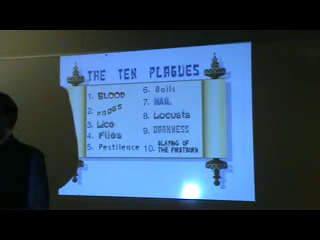 THE TEN PLAGUES
1. BLOOD
2. FROGS
3. Lice
4. Flies
5. Pestilence
6. Boils
7. HAIL
8. Locusts
9. DARKNESS
10. SLAYING OF
THE FIRSTBORN